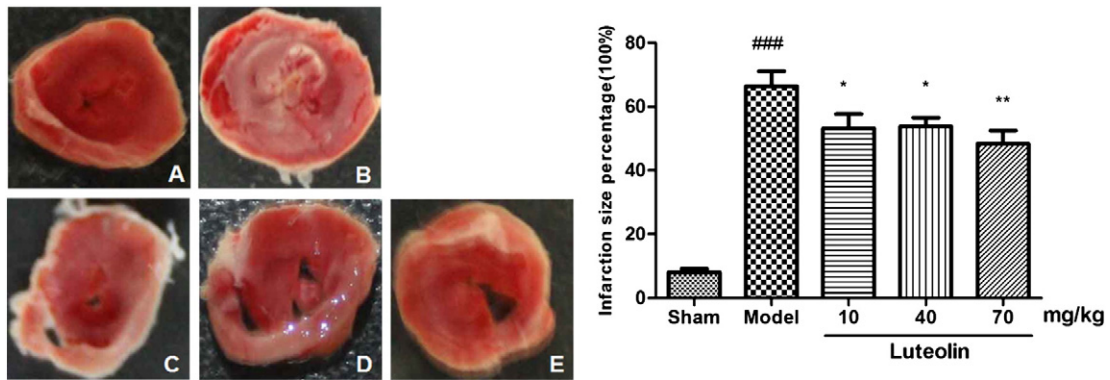 A
B
C
D
E
Infarction size percentage(100%)
80
60
40
20
0
###
*
*
**
Sham Model 10 40 70 mg/kg
Luteolin